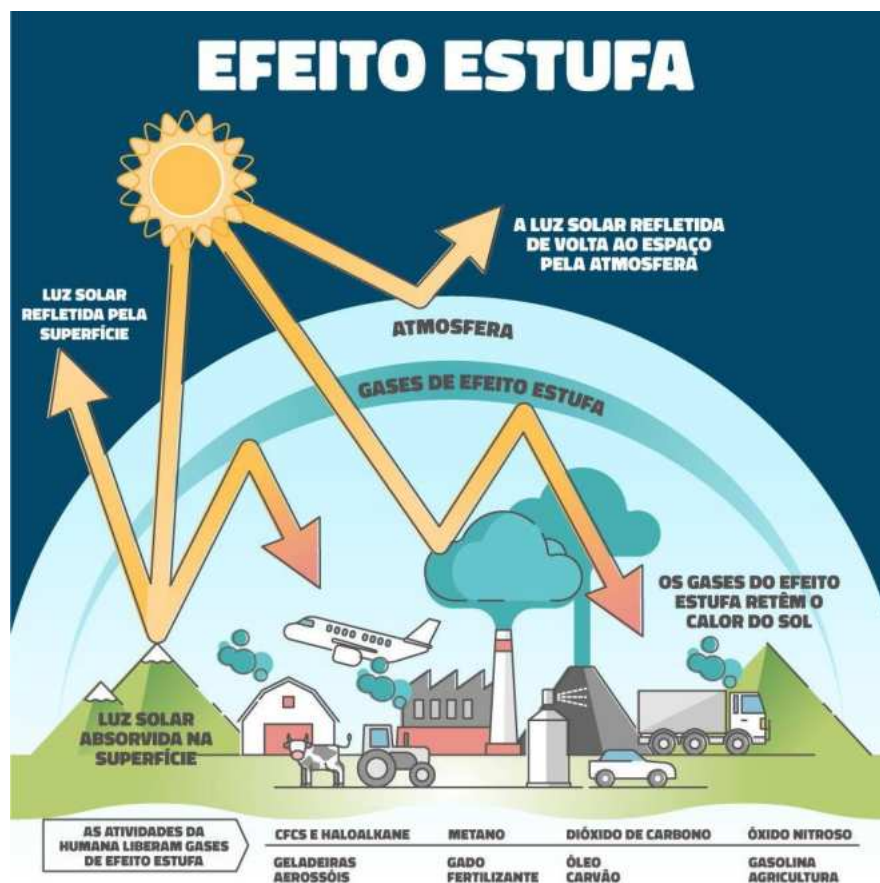 EFEITO ESTUFA
A LUZ SOLAR REFLETIDA
DE VOLTA AO ESPAÇO
PELA ATMOSFERA
LUZ SOLAR
REFLETIDA PELA
SUPERFÍCIE
ATMOSFERA
GASES DE EFEITO ESTUFA
OS GASES DO EFEITO
ESTUFA RETÊM O
CALOR DO SOL
LUZ SOLAR
ABSORVIDA NA
SUPERFÍCIE
AS ATIVIDADES DA
HUMANA LIBERAM GASES
DE EFEITO ESTUFA
CFCS E HALOALKANE
GELADEIRAS
AEROSSÓIS
METANO
GADO
FERTILIZANTE
DIÓXIDO DE CARBONO
ÓLEO
CARVÃO
ÓXIDO NITROSO
GASOLINA
AGRICULTURA